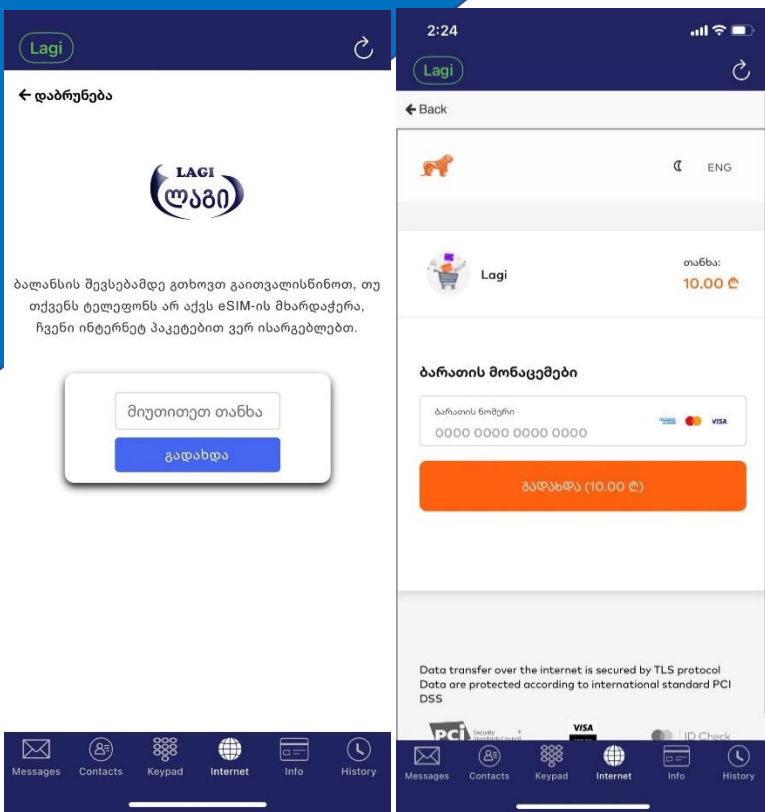 Lagi
← დაბრუნება
LAGI
ლაგი
ბალანსის შევსებამდე გთხოვთ გაითვალისწინოთ, თუ
თქვენს ტელეფონს არ აქვს eSIM-ის მხარდაჭერა,
ჩვენი ინტერნეტ პაკეტებით ვერ ისარგებლებთ.
მიუთითეთ თანხა
გადახდა
Messages Contacts Keypad Internet Info History
2:24
Lagi
← Back
ENG
Lagi
თანხა:
10.00 ₾
ბარათის მონაცემები
ბარათის ნომერი
0000 0000 0000 0000
VISA
გადახდა (10.00 ₾)
Data transfer over the internet is secured by TLS protocol
Data are protected according to international standard PCI
DSS
PCI Security
Standards Council
VISA
ID Check
Messages Contacts Keypad Internet Info History